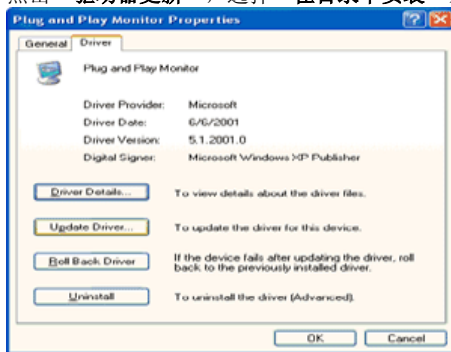 Plug and Play Monitor Properties
General Driver
Plug and Play Monitor
Driver Provider: Microsoft
Driver Date: 6/6/2001
Driver Version: 5.1.2001.0
Digital Signer: Microsoft Windows XP Publisher
Driver Details... To view details about the driver files.
Update Driver... To update the driver for this device.
Roll Back Driver If the device fails after updating the driver, roll
back to the previously installed driver.
Uninstall To uninstall the driver (Advanced).
OK Cancel